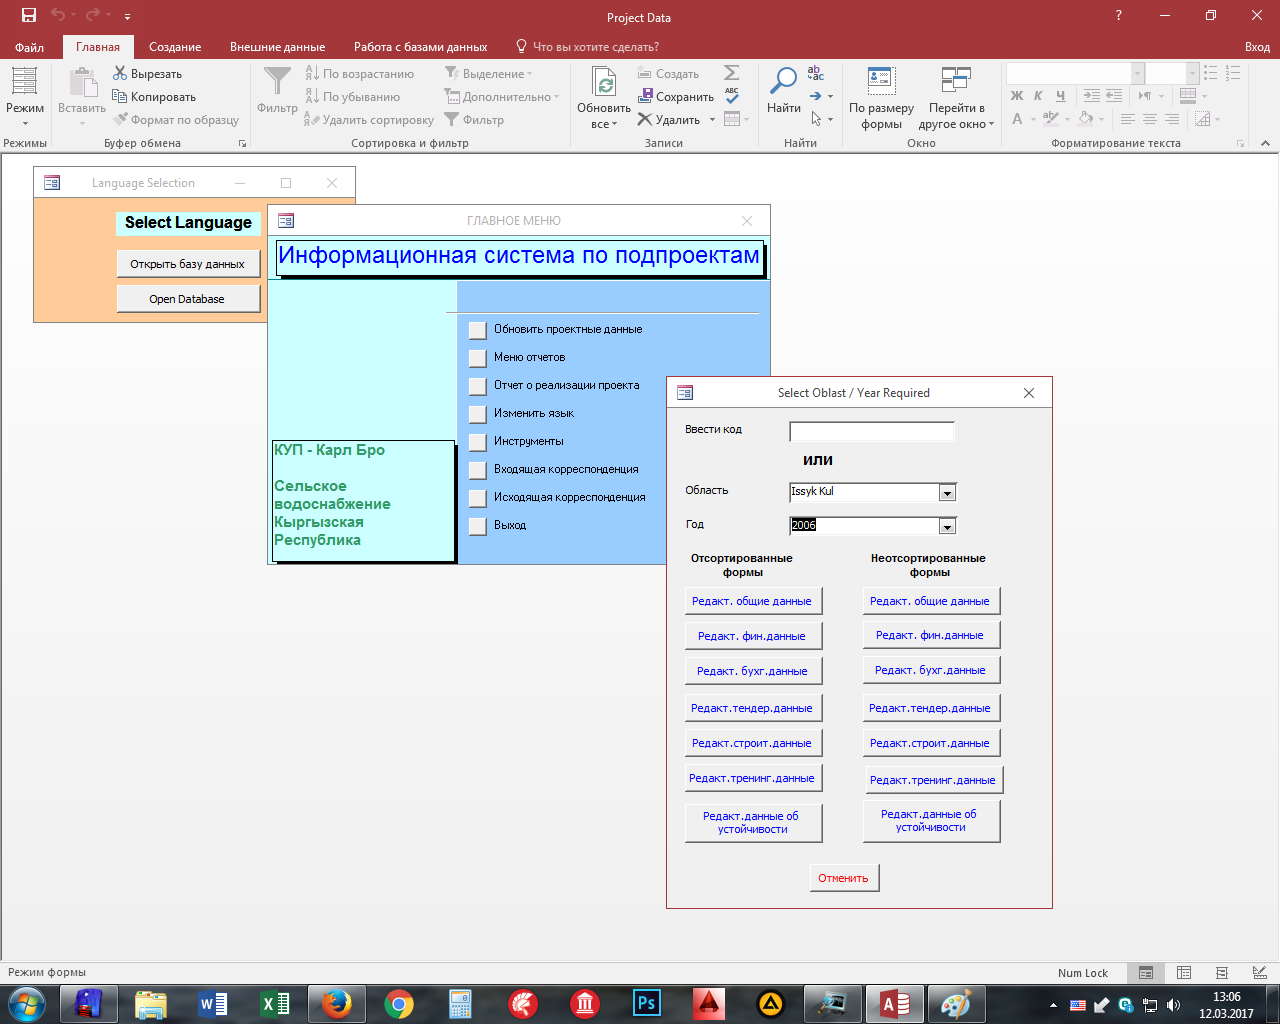 Project Data
?
Файл
Главная
Создание
Внешние данные
Работа с базами данных
Что вы хотите сделать?
Вход
Режим
Режимы
Вставить
Вырезать
Копировать
Формат по образцу
Буфер обмена
Фильтр
По возрастанию
По убыванию
Удалить сортировку
Выделение
Дополнительно
Фильтр
Сортировка и фильтр
Обновить
все
Создать
Сохранить
Удалить
Записи
Найти
Найти
По размеру
формы
Перейти в
другое окно
Окно
Ж К Ч
Форматирование текста
Language Selection
Select Language
Открыть базу данных
Open Database
ГЛАВНОЕ МЕНЮ
Информационная система по подпроектам
Обновить проектные данные
Меню отчетов
Отчет о реализации проекта
Изменить язык
Инструменты
Входящая корреспонденция
Исходящая корреспонденция
Выход
КУП - Карл Бро
Сельское
водоснабжение
Кыргызская
Республика
Select Oblast / Year Required
Ввести код
или
Область
Issyk Kul
Год
2006
Отсортированные
формы
Неотсортированные
формы
Редакт. общие данные
Редакт. общие данные
Редакт. фин.данные
Редакт. фин.данные
Редакт. бухг.данные
Редакт. бухг.данные
Редакт.тендер.данные
Редакт.тендер.данные
Редакт.строит.данные
Редакт.строит.данные
Редакт.тренинг.данные
Редакт.тренинг.данные
Редакт.данные об
устойчивости
Редакт.данные об
устойчивости
Отменить
Режим формы
Num Lock
13:06
12.03.2017